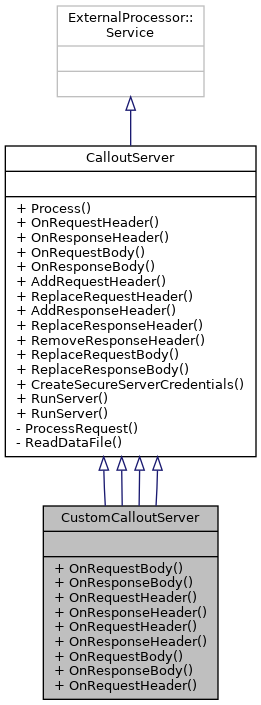 ExternalProcessor::
Service
CalloutServer
+ Process()
+ OnRequestHeader()
+ OnResponseHeader()
+ OnRequestBody()
+ OnResponseBody()
+ AddRequestHeader()
+ ReplaceRequestHeader()
+ AddResponseHeader()
+ ReplaceResponseHeader()
+ RemoveResponseHeader()
+ ReplaceRequestBody()
+ ReplaceResponseBody()
+ CreateSecureServerCredentials()
+ RunServer()
+ RunServer()
- ProcessRequest()
- ReadDataFile()
CustomCalloutServer
+ OnRequestBody()
+ OnResponseBody()
+ OnRequestHeader()
+ OnResponseHeader()
+ OnRequestHeader()
+ OnResponseHeader()
+ OnRequestBody()
+ OnResponseBody()
+ OnRequestHeader()